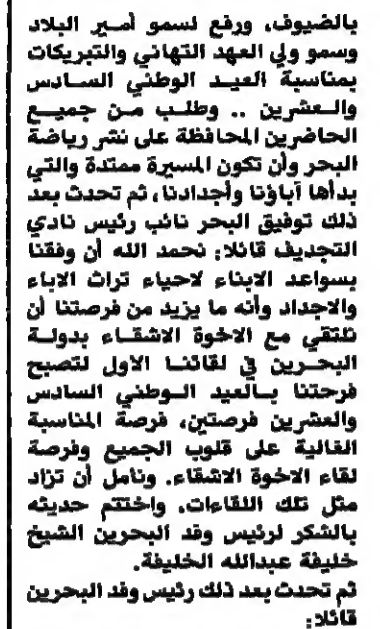 بالضيوف، ورفع لسمو أمير البلاد
وسمو ولي العهد التهاني والتبريكات
بمناسبة العيد الوطني السادس
والعشرين .. وطلب من جميع
الحاضرين المحافظة على نشر رياضة
البحر وأن تكون المسيرة ممتدة والتي
بدأها آباؤنا وأجدادنا، ثم تحدث بعد
ذلك توفيق البحر نائب رئيس نادي
التجديف قائلا: نحمد الله أن وفقنا
بسواعد الابناء لاحياء تراث الاباء
والاجداد وأنه ما يزيد من فرصتنا أن
نلتقي مع الاخوة الاشقاء بدولة
البحرين في لقائنا الاول لتصبح
فرحتنا بالعيد الوطني السادس
والعشرين فرصتين، فرصة المناسبة
الغالية على قلوب الجميع وفرصة
لقاء الاخوة الاشقاء. ونأمل أن تزاد
مثل تلك اللقاءات، واختتم حديثه
بالشكر لرئيس وفد البحرين الشيخ
خليفة عبدالله الخليفة.
ثم تحدث بعد ذلك رئيس وفد البحرين
قائلا: